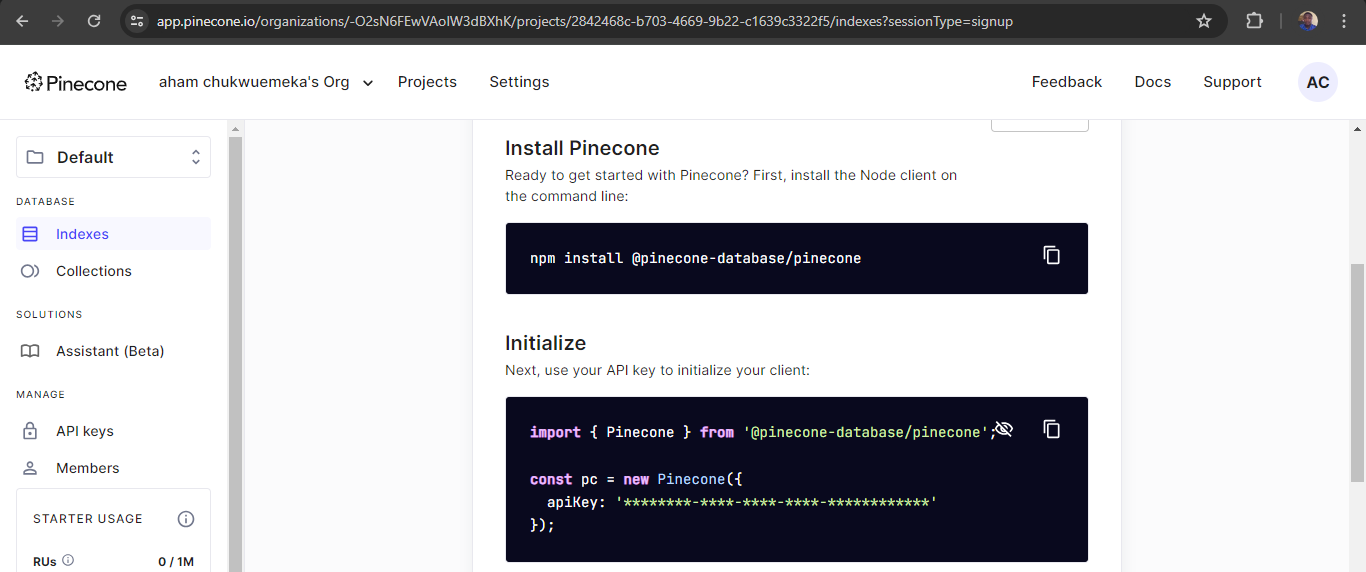 app.pinecone.io/organizations/-O2sN6FEwVAoIW3dBXhK/projects/2842468c-b703-4669-9b22-c1639c3322f5/indexes?sessionType=signup
Pinecone
aham chukwuemeka's Org
Projects
Settings
Feedback
Docs
Support
AC
Default
DATABASE
Indexes
Collections
SOLUTIONS
Assistant (Beta)
MANAGE
API keys
Members
STARTER USAGE
RUs
0 / 1M
Install Pinecone
Ready to get started with Pinecone? First, install the Node client on
the command line:
npm install @pinecone-database/pinecone
Initialize
Next, use your API key to initialize your client:
import { Pinecone } from '@pinecone-database/pinecone';
const pc = new Pinecone({
apiKey: '********-****-****-****-************'
});